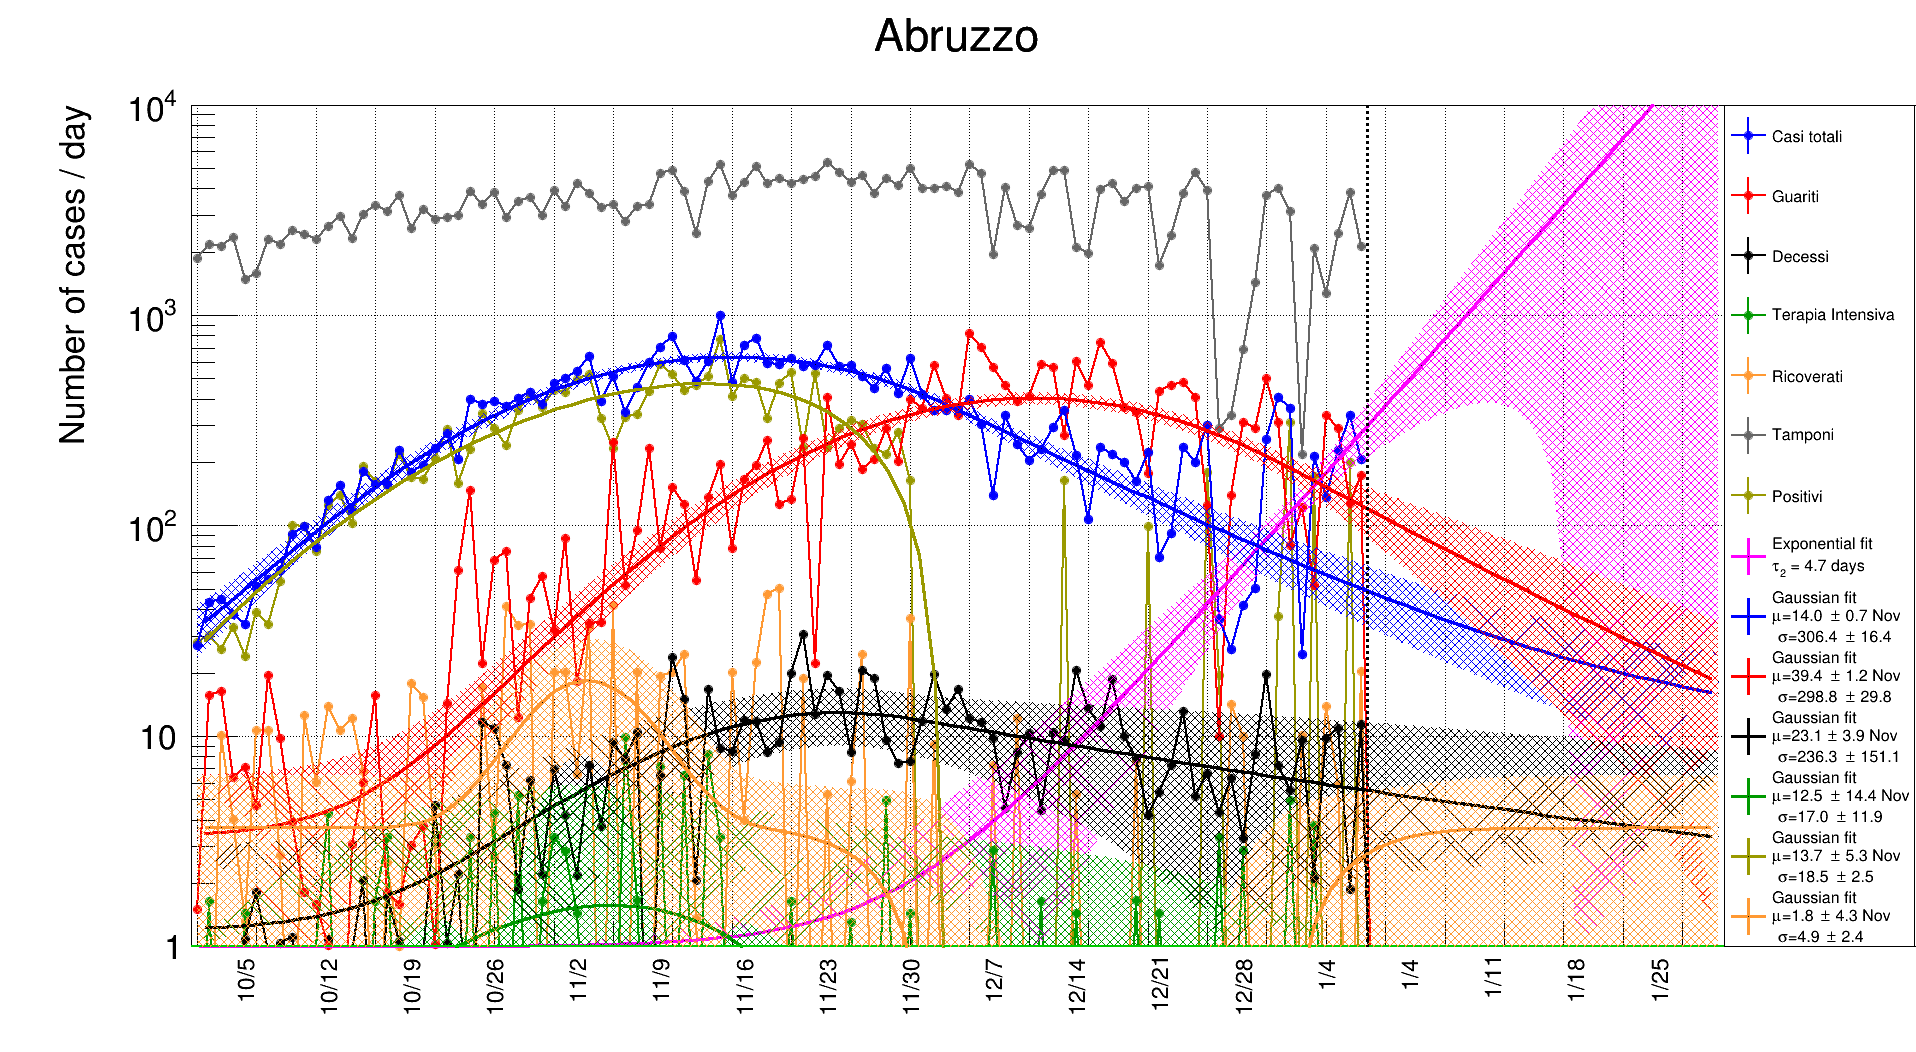 Abruzzo
Number of cases / day
10^4
10^3
10^2
10
1
10/5
10/12
10/19
10/26
11/2
11/9
11/16
11/23
11/30
12/7
12/14
12/21
12/28
1/4
1/4
1/11
1/18
1/25
Casi totali
Guariti
Decessi
Terapia Intensiva
Ricoverati
Tamponi
Positivi
Exponential fit
τ₂ = 4.7 days
Gaussian fit
μ=14.0 ± 0.7 Nov
σ=306.4 ± 16.4
Gaussian fit
μ=39.4 ± 1.2 Nov
σ=298.8 ± 29.8
Gaussian fit
μ=23.1 ± 3.9 Nov
σ=236.3 ± 151.1
Gaussian fit
μ=12.5 ± 14.4 Nov
σ=17.0 ± 11.9
Gaussian fit
μ=13.7 ± 5.3 Nov
σ=18.5 ± 2.5
Gaussian fit
μ=1.8 ± 4.3 Nov
σ=4.9 ± 2.4